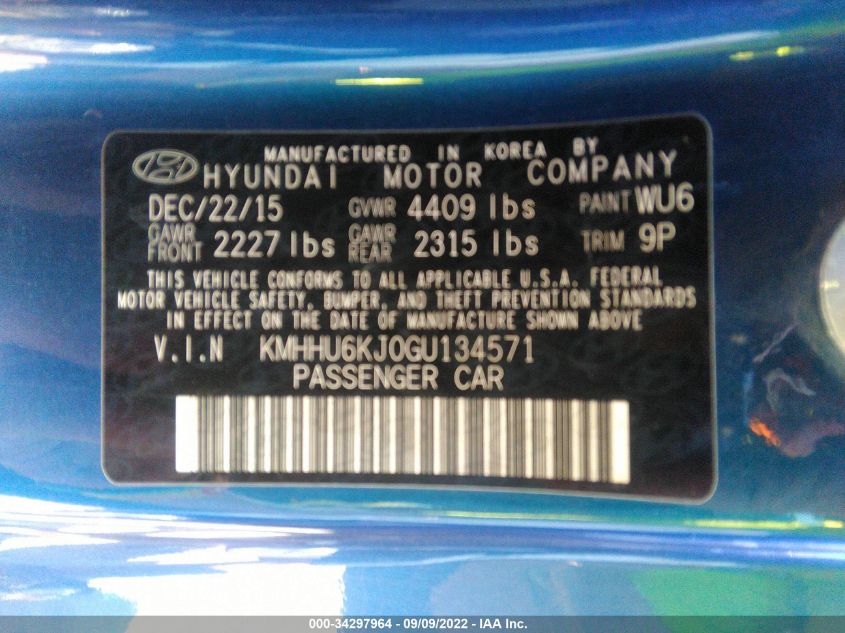 MANUFACTURED IN KOREA BY
HYUNDAI MOTOR COMPANY
DEC/22/15 GVWR 4409 lbs PAINT WU6
GAWR FRONT 2227 lbs GAWR REAR 2315 lbs TRIM 9P
THIS VEHICLE CONFORMS TO ALL APPLICABLE U.S.A. FEDERAL
MOTOR VEHICLE SAFETY, BUMPER, AND THEFT PREVENTION STANDARDS
IN EFFECT ON THE DATE OF MANUFACTURE SHOWN ABOVE
V.I.N KMHHU6KJ0GU134571
PASSENGER CAR
000-34297964 - 09/09/2022 - IAA Inc.